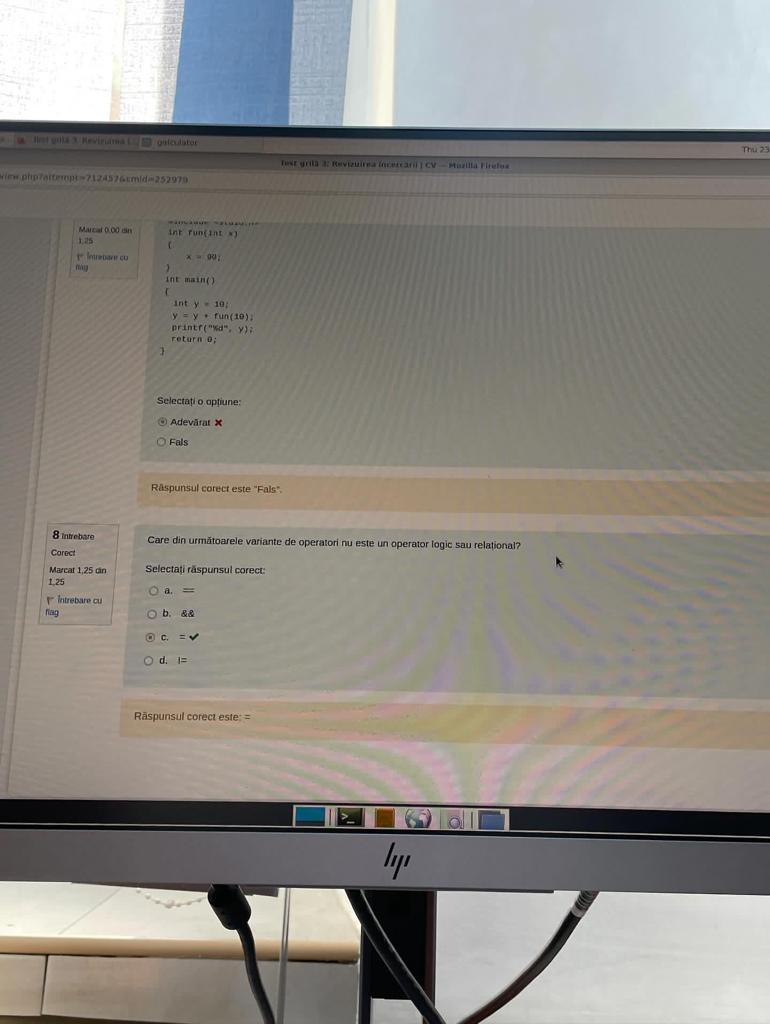 Test grilă 3: Revizuirea î... galculator
Thu 23
Test grilă 3: Revizuirea încercării | CV — Mozilla Firefox
view.php?attempt=712457&cmid=252979
Marcat 0,00 din
1,25
Întrebare cu
flag
#include <stdio.h>
int fun(int x)
{
x = 90;
}
int main()
{
int y = 10;
y = y + fun(10);
printf("%d", y);
return 0;
}
Selectați o opțiune:
Adevărat
Fals
Răspunsul corect este "Fals".
8 Întrebare
Corect
Marcat 1,25 din
1,25
Întrebare cu
flag
Care din următoarele variante de operatori nu este un operator logic sau relațional?
Selectați răspunsul corect:
a. ==
b. &&
c. =
d. !=
Răspunsul corect este: =
>_
hp